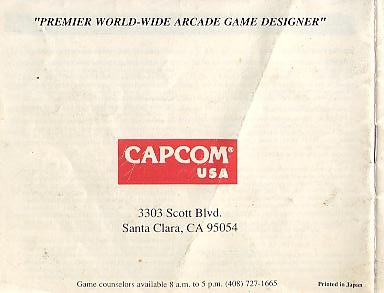 "PREMIER WORLD-WIDE ARCADE GAME DESIGNER"
CAPCOM®
USA
3303 Scott Blvd.
Santa Clara, CA 95054
Game counselors available 8 a.m. to 5 p.m. (408) 727-1665
Printed in Japan